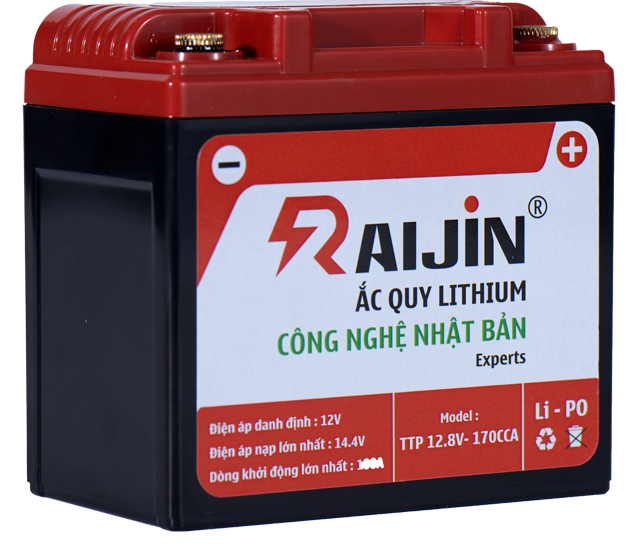 RAIJIN®
ẮC QUY LITHIUM
CÔNG NGHỆ NHẬT BẢN
Experts
Điện áp danh định : 12V
Điện áp nạp lớn nhất : 14.4V
Dòng khởi động lớn nhất :
Model :
TTP 12.8V- 170CCA
Li - PO